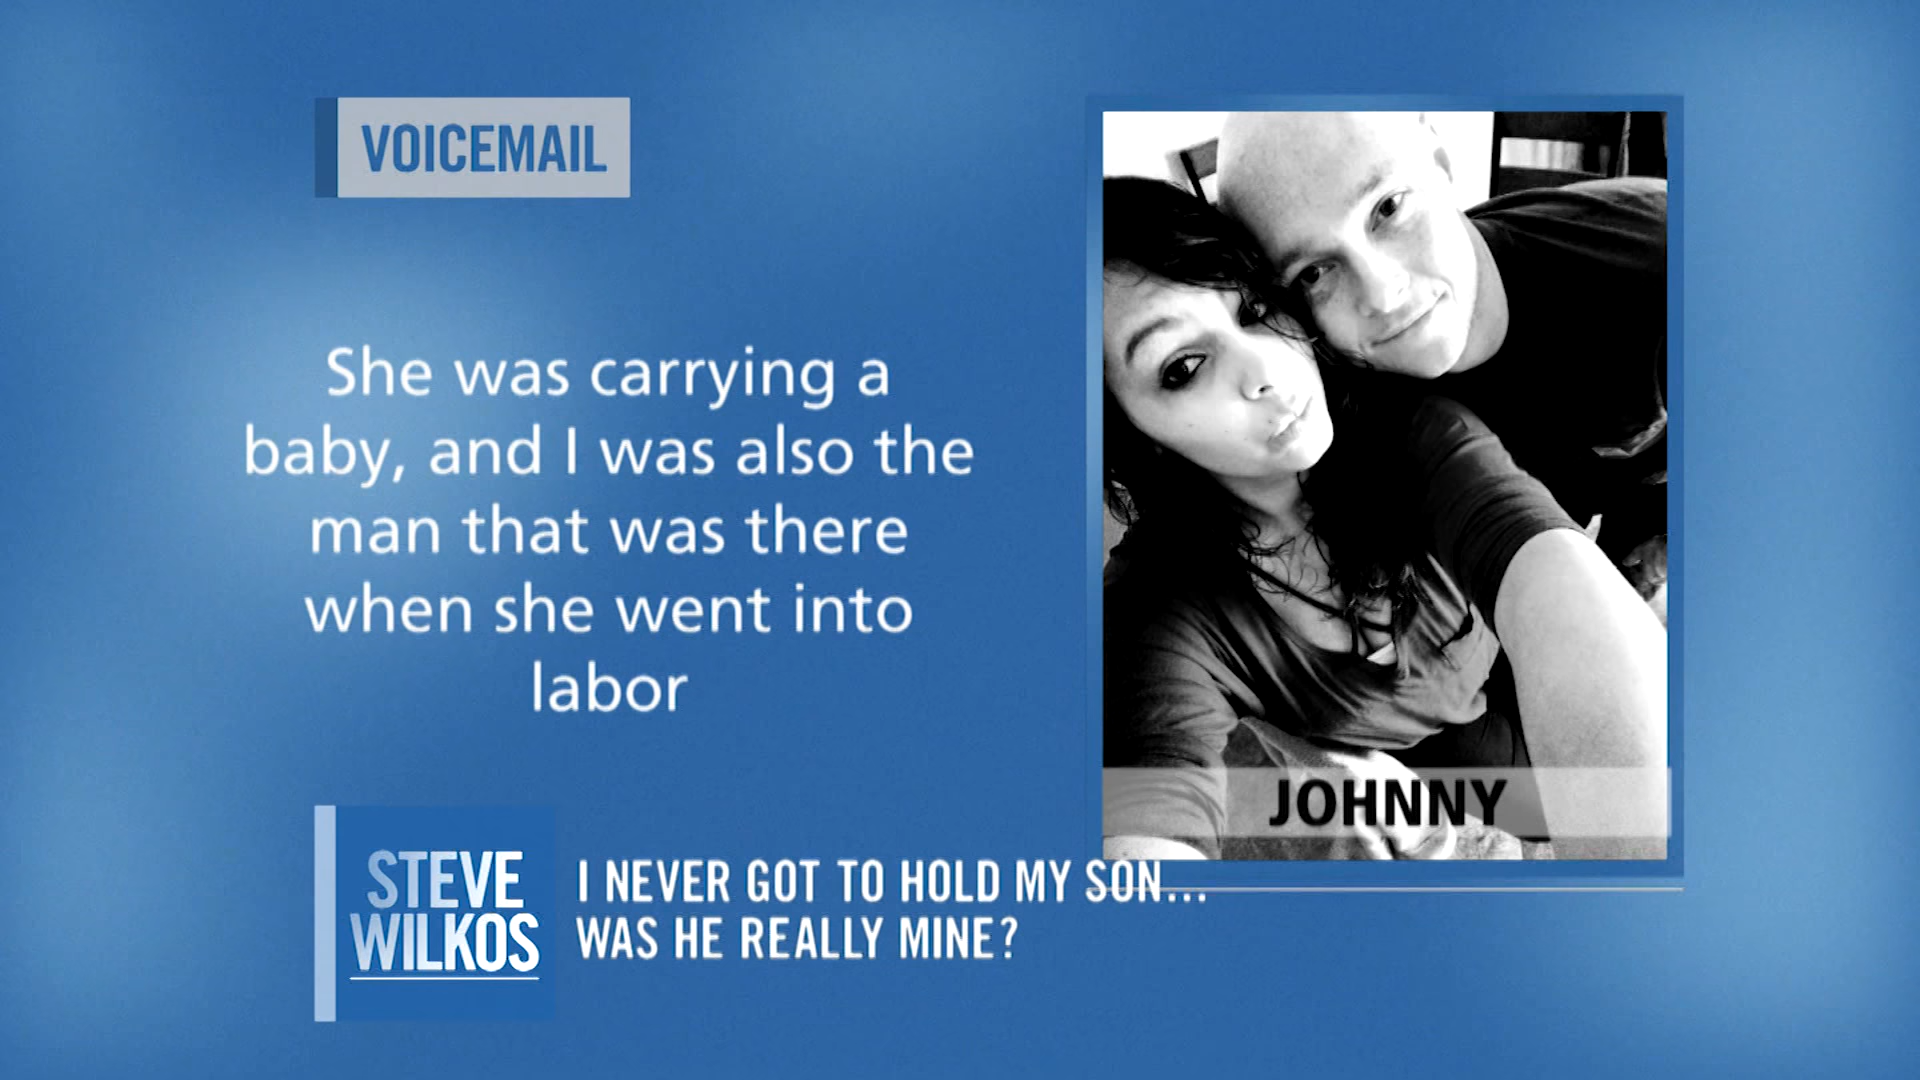 VOICEMAIL
She was carrying a
baby, and I was also the
man that was there
when she went into
labor
JOHNNY
STEVE
WILKOS
I NEVER GOT TO HOLD MY SON...
WAS HE REALLY MINE?